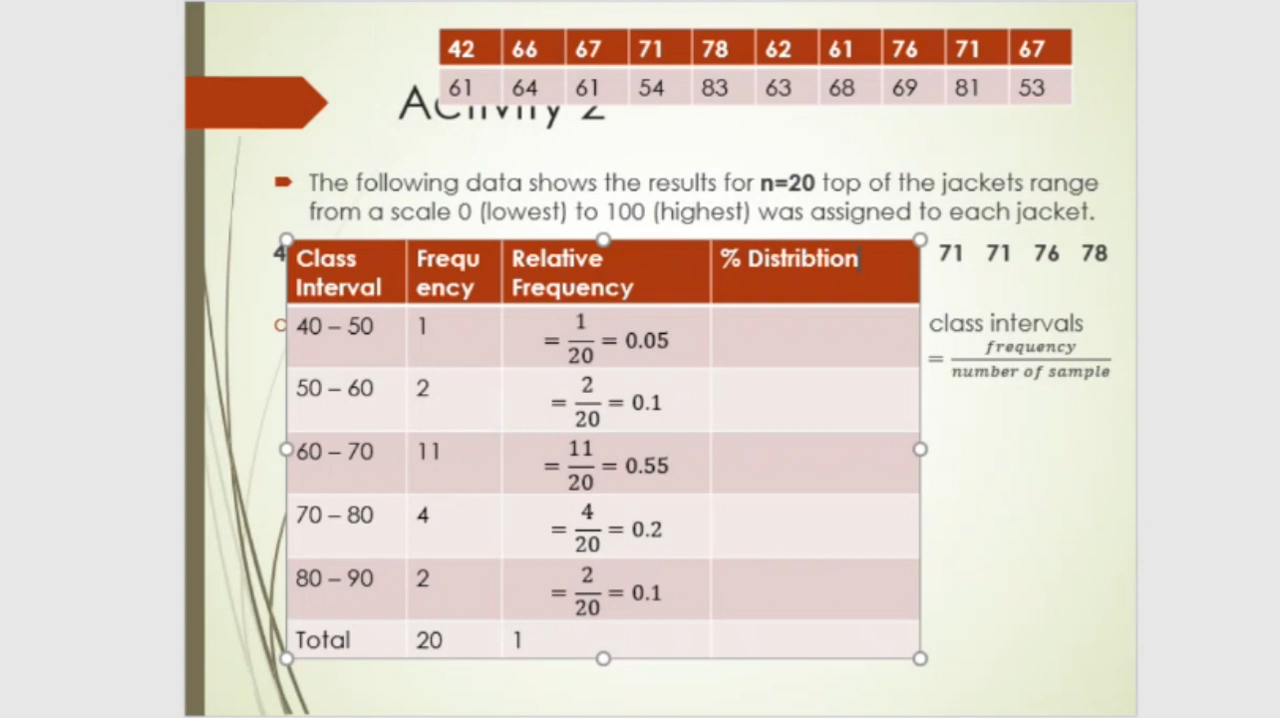 42 66 67 71 78 62 61 76 71 67
61 64 61 54 83 63 68 69 81 53
Activity 2
The following data shows the results for n=20 top of the jackets range
from a scale 0 (lowest) to 100 (highest) was assigned to each jacket.
71 71 76 78
Class Interval Frequ ency Relative Frequency % Distribtion
class intervals
= frequency / number of sample
40 – 50 1 = 1/20 = 0.05
50 – 60 2 = 2/20 = 0.1
60 – 70 11 = 11/20 = 0.55
70 – 80 4 = 4/20 = 0.2
80 – 90 2 = 2/20 = 0.1
Total 20 1